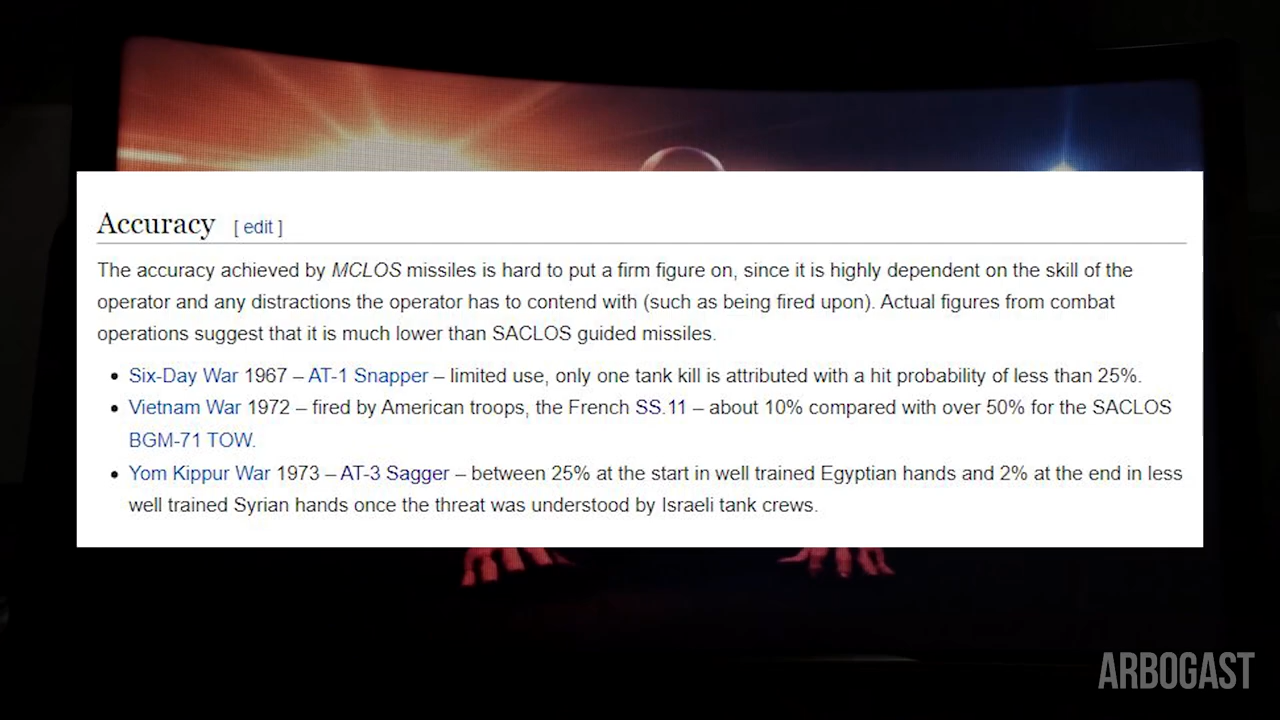 Accuracy [ edit ]
The accuracy achieved by MCLOS missiles is hard to put a firm figure on, since it is highly dependent on the skill of the
operator and any distractions the operator has to contend with (such as being fired upon). Actual figures from combat
operations suggest that it is much lower than SACLOS guided missiles.
• Six-Day War 1967 – AT-1 Snapper – limited use, only one tank kill is attributed with a hit probability of less than 25%.
• Vietnam War 1972 – fired by American troops, the French SS.11 – about 10% compared with over 50% for the SACLOS
BGM-71 TOW.
• Yom Kippur War 1973 – AT-3 Sagger – between 25% at the start in well trained Egyptian hands and 2% at the end in less
well trained Syrian hands once the threat was understood by Israeli tank crews.
ARBOGAST